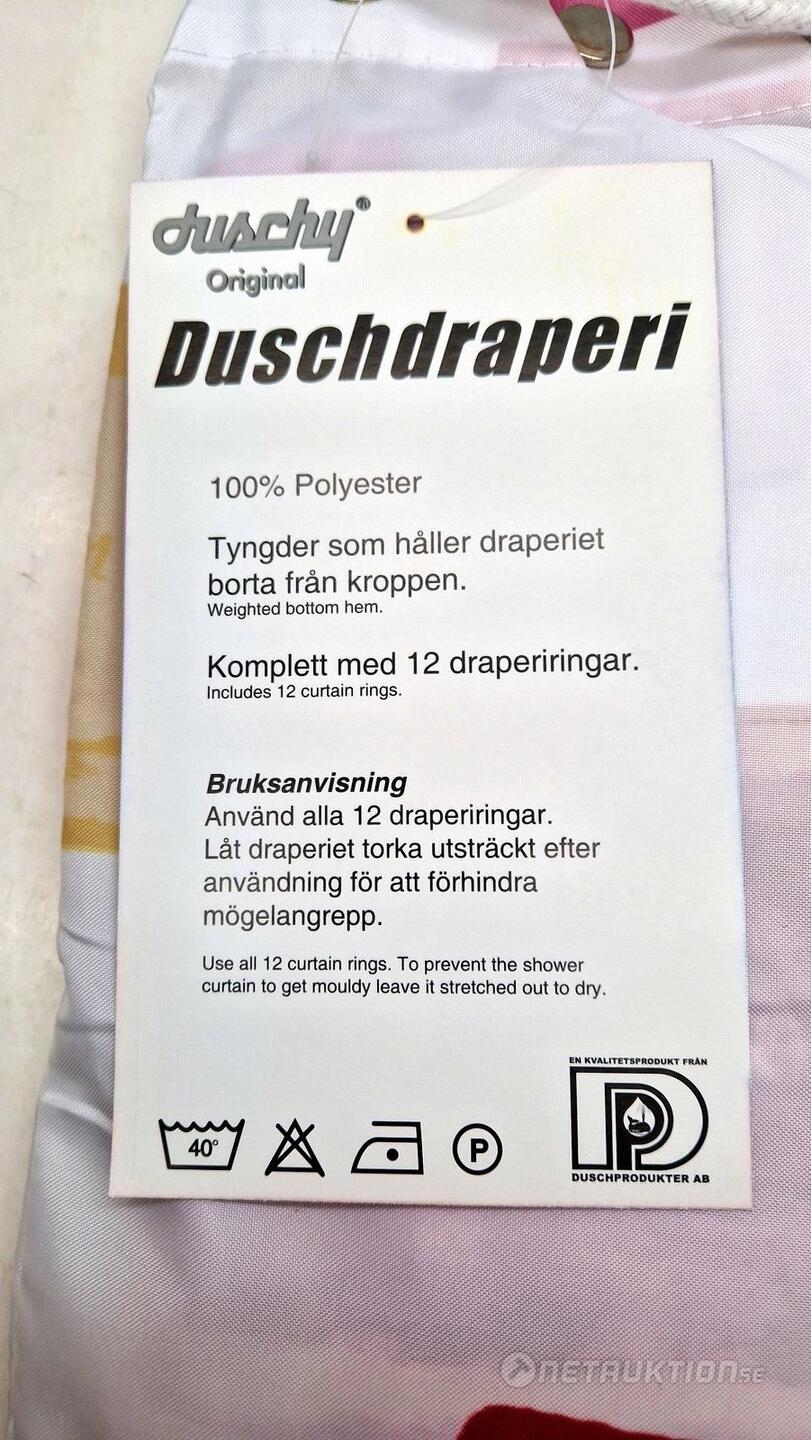 duschy®
Original
Duschdraperi
100% Polyester
Tyngder som håller draperiet
borta från kroppen.
Weighted bottom hem.
Komplett med 12 draperiringar.
Includes 12 curtain rings.
Bruksanvisning
Använd alla 12 draperiringar.
Låt draperiet torka utsträckt efter
användning för att förhindra
mögelangrepp.
Use all 12 curtain rings. To prevent the shower
curtain to get mouldy leave it stretched out to dry.
EN KVALITETSPRODUKT FRÅN
DP
DUSCHPRODUKTER AB
40°
P
NETAUKTION.SE